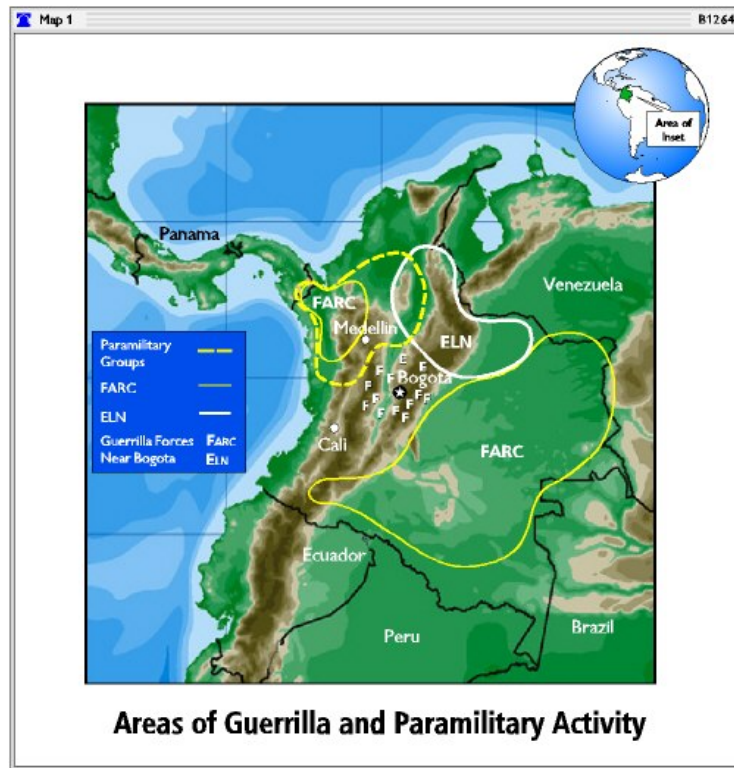 Map 1
B1264
Area of
Inset
Panama
Venezuela
FARC
Medellin
ELN
Paramilitary
Groups
FARC
ELN
Guerrilla Forces FARC
Near Bogota ELN
E
F F F
Bogota
F F
F F F
F F F
Cali
FARC
Ecuador
Peru
Brazil
Areas of Guerrilla and Paramilitary Activity